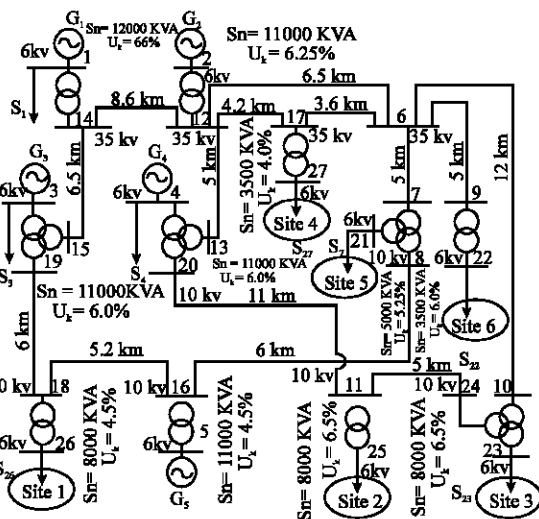 G₁
Sn= 12000 KVA
Uₖ= 66%
G₂
Sn= 11000 KVA
Uₖ = 6.25%
6kv
1
2
6kv
6.5 km
S₁
8.6 km
4.2 km
3.6 km
14
12
17
6
35 kv
35 kv
35 kv
35 kv
G₃
G₄
6.5 km
5 km
Sn= 3500 KVA
Uₖ= 4.0%
5 km
5 km
12 km
6kv
3
6kv
4
27
6kv
7
9
Site 4
S₂₇
6kv
21
S₇
15
13
19
20
S₃
S₄
Sn= 11000 KVA
Uₖ= 6.0%
Site 5
10 kv
8
6kv
22
Sn = 11000KVA
Uₖ= 6.0%
10 kv
11 km
Sn= 5000 KVA
Uₖ= 5.25%
Sn= 3500 KVA
Uₖ= 6.0%
Site 6
S₂₂
6 km
5.2 km
6 km
5 km
0 kv
18
10 kv
16
10 kv
11
10 kv
24
10
Sn= 8000 KVA
Uₖ= 4.5%
5
Sn= 11000 KVA
Uₖ= 4.5%
Sn= 8000 KVA
Uₖ= 6.5%
Sn= 8000 KVA
Uₖ= 6.5%
6kv
26
6kv
25
6kv
23
6kv
S₂₆
Site 1
G₅
Site 2
S₂₃
Site 3